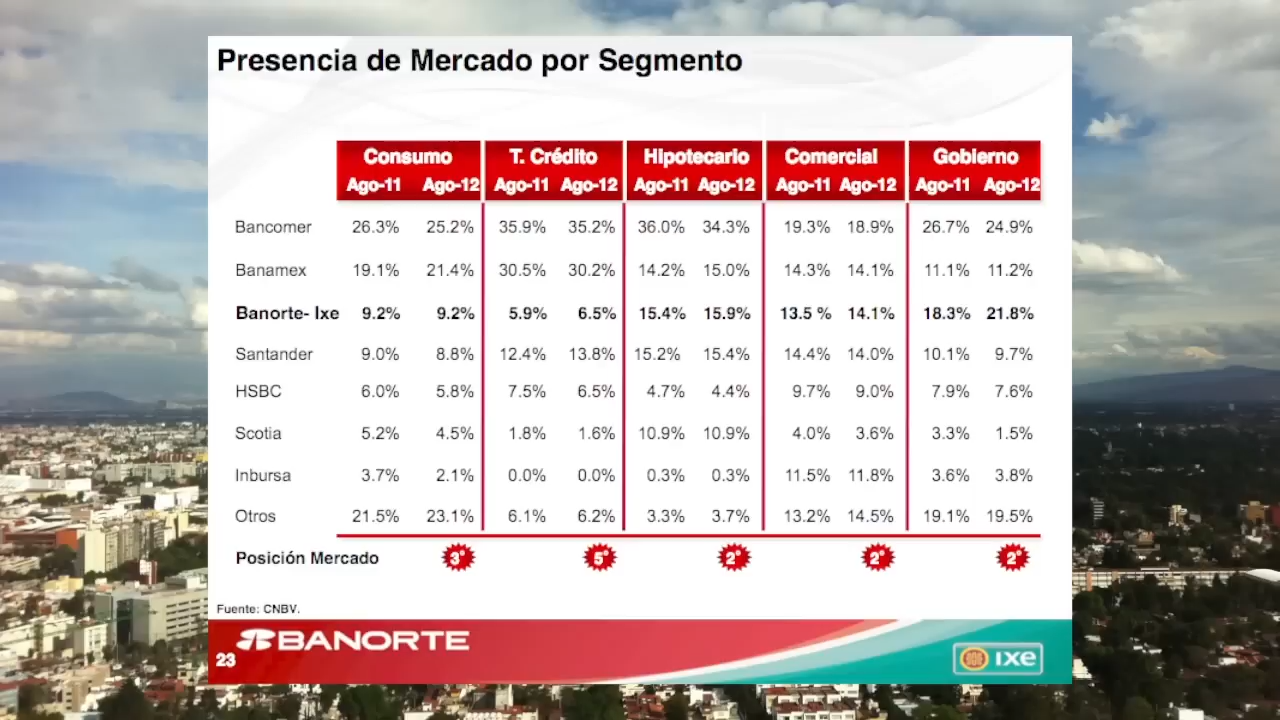 Presencia de Mercado por Segmento
Consumo T. Crédito Hipotecario Comercial Gobierno
Ago-11 Ago-12 Ago-11 Ago-12 Ago-11 Ago-12 Ago-11 Ago-12 Ago-11 Ago-12
Bancomer 26.3% 25.2% 35.9% 35.2% 36.0% 34.3% 19.3% 18.9% 26.7% 24.9%
Banamex 19.1% 21.4% 30.5% 30.2% 14.2% 15.0% 14.3% 14.1% 11.1% 11.2%
Banorte- Ixe 9.2% 9.2% 5.9% 6.5% 15.4% 15.9% 13.5 % 14.1% 18.3% 21.8%
Santander 9.0% 8.8% 12.4% 13.8% 15.2% 15.4% 14.4% 14.0% 10.1% 9.7%
HSBC 6.0% 5.8% 7.5% 6.5% 4.7% 4.4% 9.7% 9.0% 7.9% 7.6%
Scotia 5.2% 4.5% 1.8% 1.6% 10.9% 10.9% 4.0% 3.6% 3.3% 1.5%
Inbursa 3.7% 2.1% 0.0% 0.0% 0.3% 0.3% 11.5% 11.8% 3.6% 3.8%
Otros 21.5% 23.1% 6.1% 6.2% 3.3% 3.7% 13.2% 14.5% 19.1% 19.5%
Posición Mercado 3° 5° 2° 2° 2°
Fuente: CNBV.
BANORTE
23
IXe